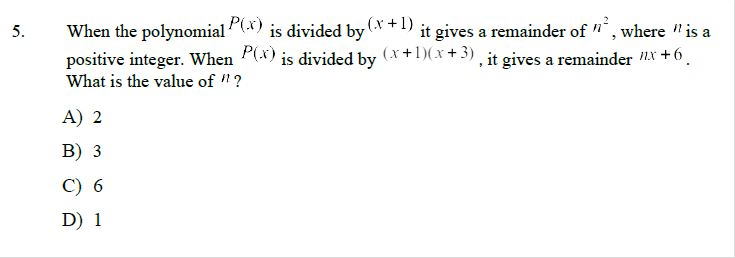 5. When the polynomial P(x) is divided by (x+1) it gives a remainder of n², where n is a
positive integer. When P(x) is divided by (x+1)(x+3), it gives a remainder nx+6.
What is the value of n?
A) 2
B) 3
C) 6
D) 1